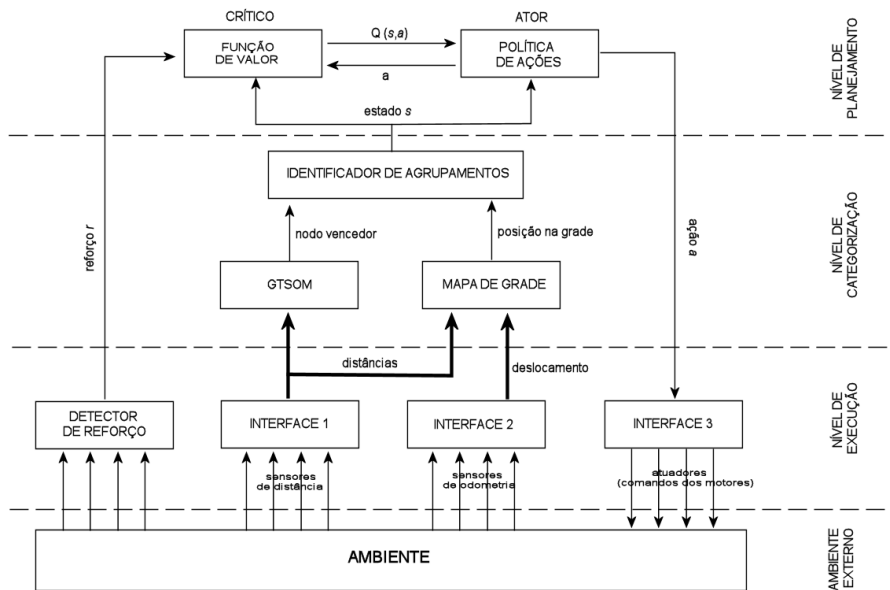 CRÍTICO
ATOR
FUNÇÃO
DE VALOR
Q (s,a)
a
POLÍTICA
DE AÇÕES
NÍVEL DE
PLANEJAMENTO
estado s
IDENTIFICADOR DE AGRUPAMENTOS
nodo vencedor
posição na grade
reforço r
ação a
NÍVEL DE
CATEGORIZAÇÃO
GTSOM
MAPA DE GRADE
distâncias
deslocamento
DETECTOR
DE REFORÇO
INTERFACE 1
INTERFACE 2
INTERFACE 3
NÍVEL DE
EXECUÇÃO
sensores
de distância
sensores
de odometria
atuadores
(comandos dos motores)
AMBIENTE
AMBIENTE
EXTERNO